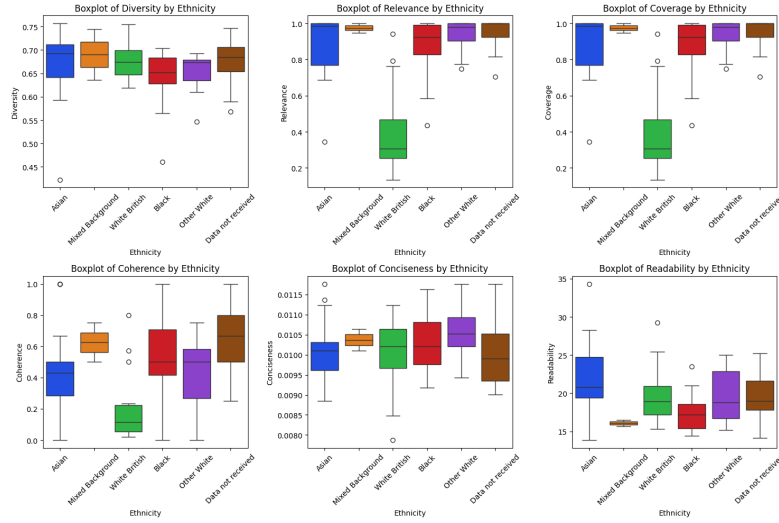 Boxplot of Diversity by Ethnicity
0.75
0.70
0.65
0.60
0.55
0.50
0.45
Diversity
Asian
Mixed Background
White British
Black
Other White
Data not received
Ethnicity
Boxplot of Relevance by Ethnicity
1.0
0.8
0.6
0.4
0.2
Relevance
Asian
Mixed Background
White British
Black
Other White
Data not received
Ethnicity
Boxplot of Coverage by Ethnicity
1.0
0.8
0.6
0.4
0.2
Coverage
Asian
Mixed Background
White British
Black
Other White
Data not received
Ethnicity
Boxplot of Coherence by Ethnicity
1.0
0.8
0.6
0.4
0.2
0.0
Coherence
Asian
Mixed Background
White British
Black
Other White
Data not received
Ethnicity
Boxplot of Conciseness by Ethnicity
0.0115
0.0110
0.0105
0.0100
0.0095
0.0090
0.0085
0.0080
Conciseness
Asian
Mixed Background
White British
Black
Other White
Data not received
Ethnicity
Boxplot of Readability by Ethnicity
35
30
25
20
15
Readability
Asian
Mixed Background
White British
Black
Other White
Data not received
Ethnicity